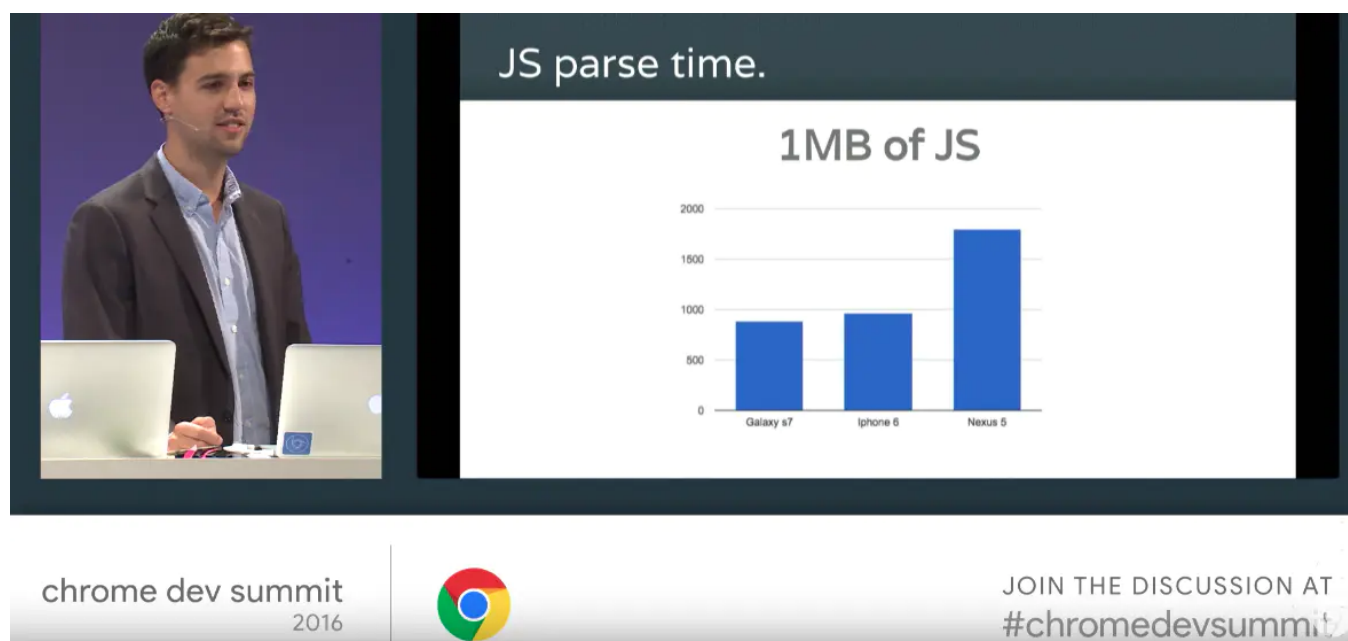 JS parse time.
1MB of JS
2000
1500
1000
500
0
Galaxy s7
Iphone 6
Nexus 5
chrome dev summit
2016
JOIN THE DISCUSSION AT
#chromedevsummit